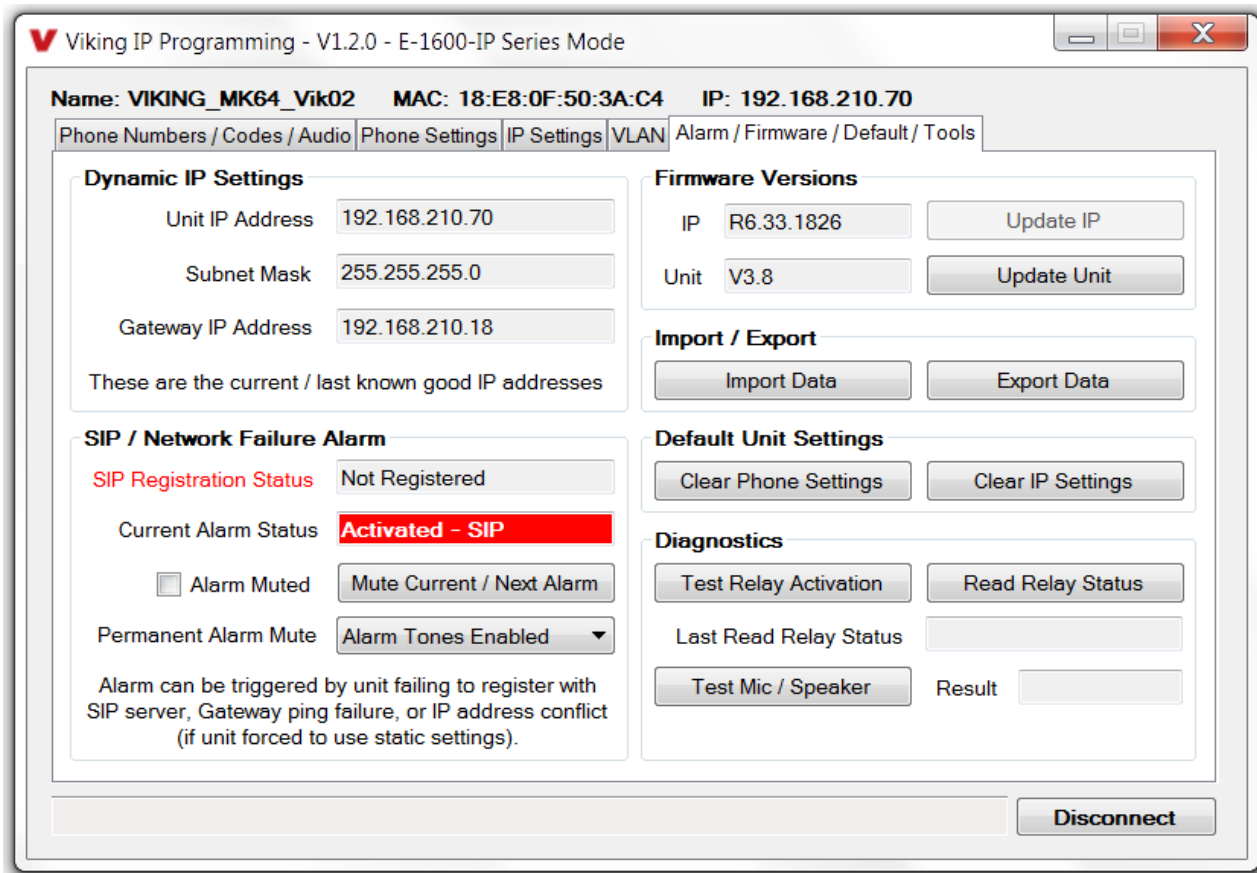 Viking IP Programming - V1.2.0 - E-1600-IP Series Mode
Name: VIKING_MK64_Vik02 MAC: 18:E8:0F:50:3A:C4 IP: 192.168.210.70
Phone Numbers / Codes / Audio Phone Settings IP Settings VLAN Alarm / Firmware / Default / Tools
Dynamic IP Settings
Unit IP Address 192.168.210.70
Subnet Mask 255.255.255.0
Gateway IP Address 192.168.210.18
These are the current / last known good IP addresses
SIP / Network Failure Alarm
SIP Registration Status Not Registered
Current Alarm Status Activated - SIP
Alarm Muted Mute Current / Next Alarm
Permanent Alarm Mute Alarm Tones Enabled
Alarm can be triggered by unit failing to register with
SIP server, Gateway ping failure, or IP address conflict
(if unit forced to use static settings).
Firmware Versions
IP R6.33.1826 Update IP
Unit V3.8 Update Unit
Import / Export
Import Data Export Data
Default Unit Settings
Clear Phone Settings Clear IP Settings
Diagnostics
Test Relay Activation Read Relay Status
Last Read Relay Status
Test Mic / Speaker Result
Disconnect